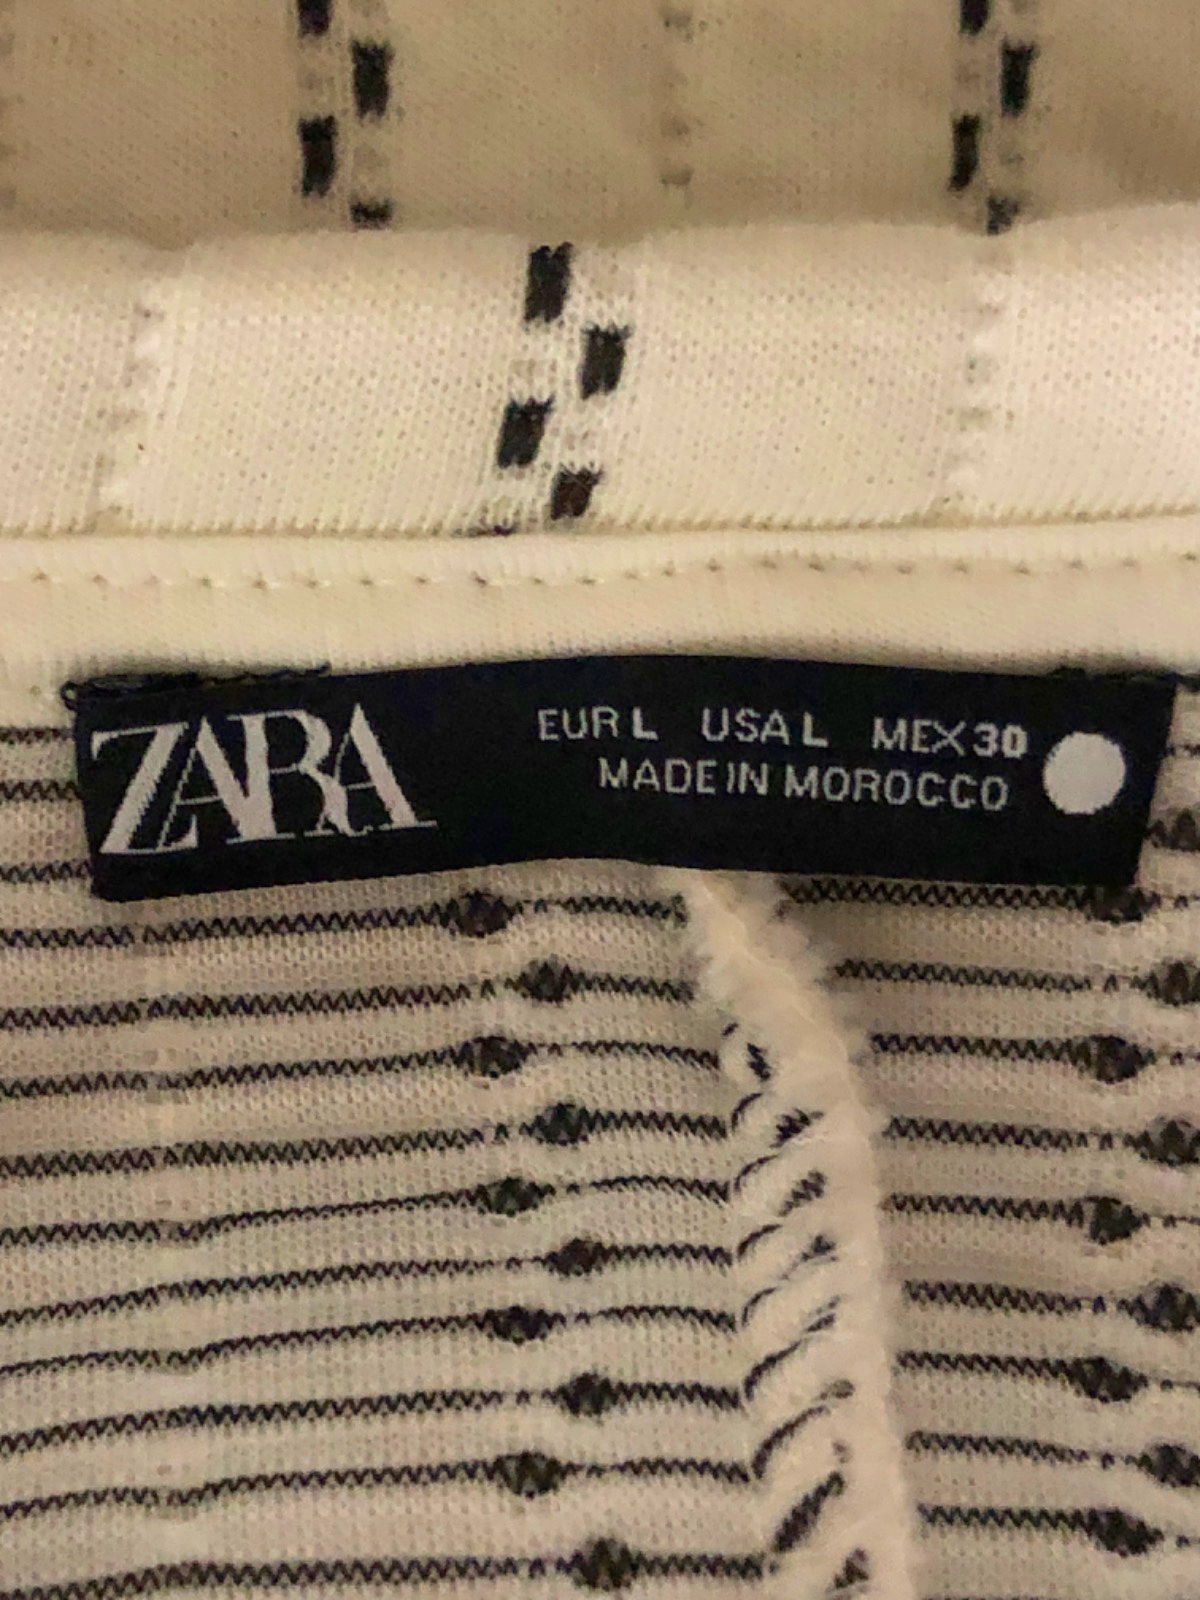 ZARA
EUR L USA L MEX 30
MADE IN MOROCCO